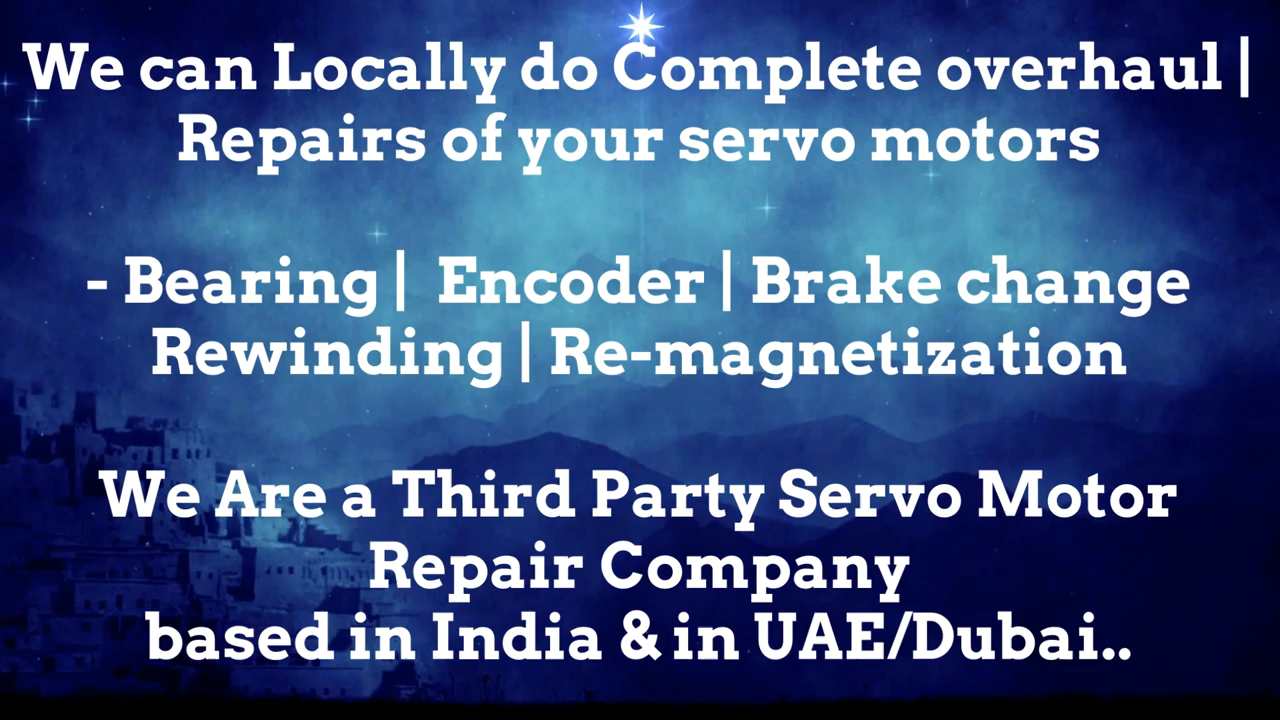 We can Locally do Complete overhaul |
Repairs of your servo motors
- Bearing | Encoder | Brake change
Rewinding | Re-magnetization
We Are a Third Party Servo Motor
Repair Company
based in India & in UAE/Dubai..